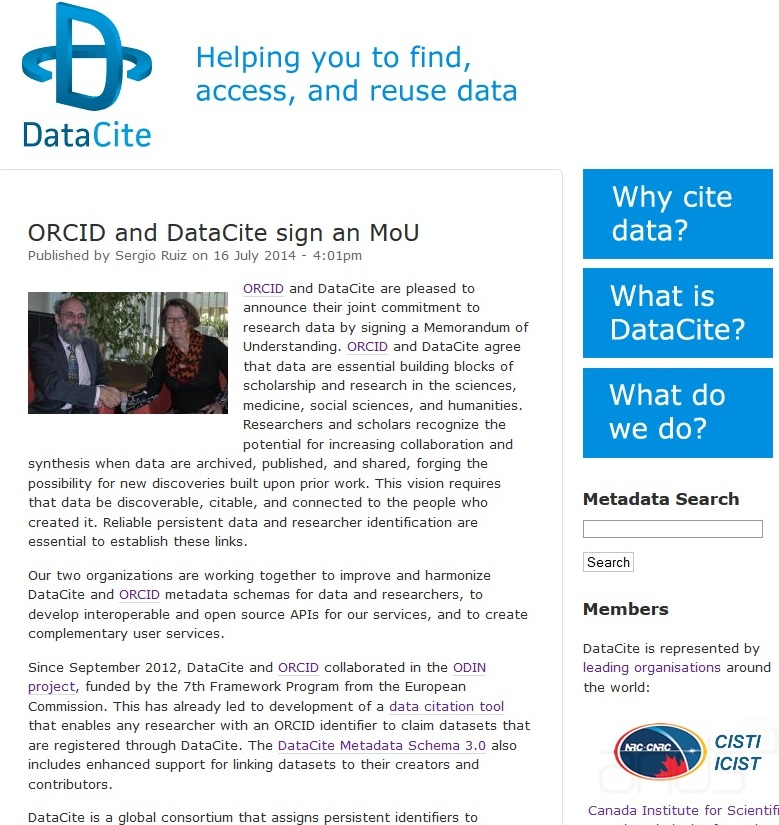 DataCite
Helping you to find,
access, and reuse data
ORCID and DataCite sign an MoU
Published by Sergio Ruiz on 16 July 2014 - 4:01pm
ORCID and DataCite are pleased to
announce their joint commitment to
research data by signing a Memorandum of
Understanding. ORCID and DataCite agree
that data are essential building blocks of
scholarship and research in the sciences,
medicine, social sciences, and humanities.
Researchers and scholars recognize the
potential for increasing collaboration and
synthesis when data are archived, published, and shared, forging the
possibility for new discoveries built upon prior work. This vision requires
that data be discoverable, citable, and connected to the people who
created it. Reliable persistent data and researcher identification are
essential to establish these links.
Our two organizations are working together to improve and harmonize
DataCite and ORCID metadata schemas for data and researchers, to
develop interoperable and open source APIs for our services, and to create
complementary user services.
Since September 2012, DataCite and ORCID collaborated in the ODIN
project, funded by the 7th Framework Program from the European
Commission. This has already led to development of a data citation tool
that enables any researcher with an ORCID identifier to claim datasets that
are registered through DataCite. The DataCite Metadata Schema 3.0 also
includes enhanced support for linking datasets to their creators and
contributors.
DataCite is a global consortium that assigns persistent identifiers to
Why cite
data?
What is
DataCite?
What do
we do?
Metadata Search
Search
Members
DataCite is represented by
leading organisations around
the world:
NRC·CNRC
CISTI
ICIST
Canada Institute for Scientifi